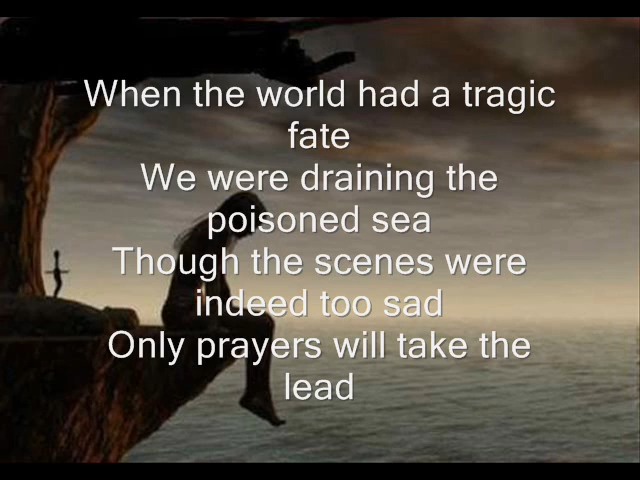 When the world had a tragic
fate
We were draining the
poisoned sea
Though the scenes were
indeed too sad
Only prayers will take the
lead